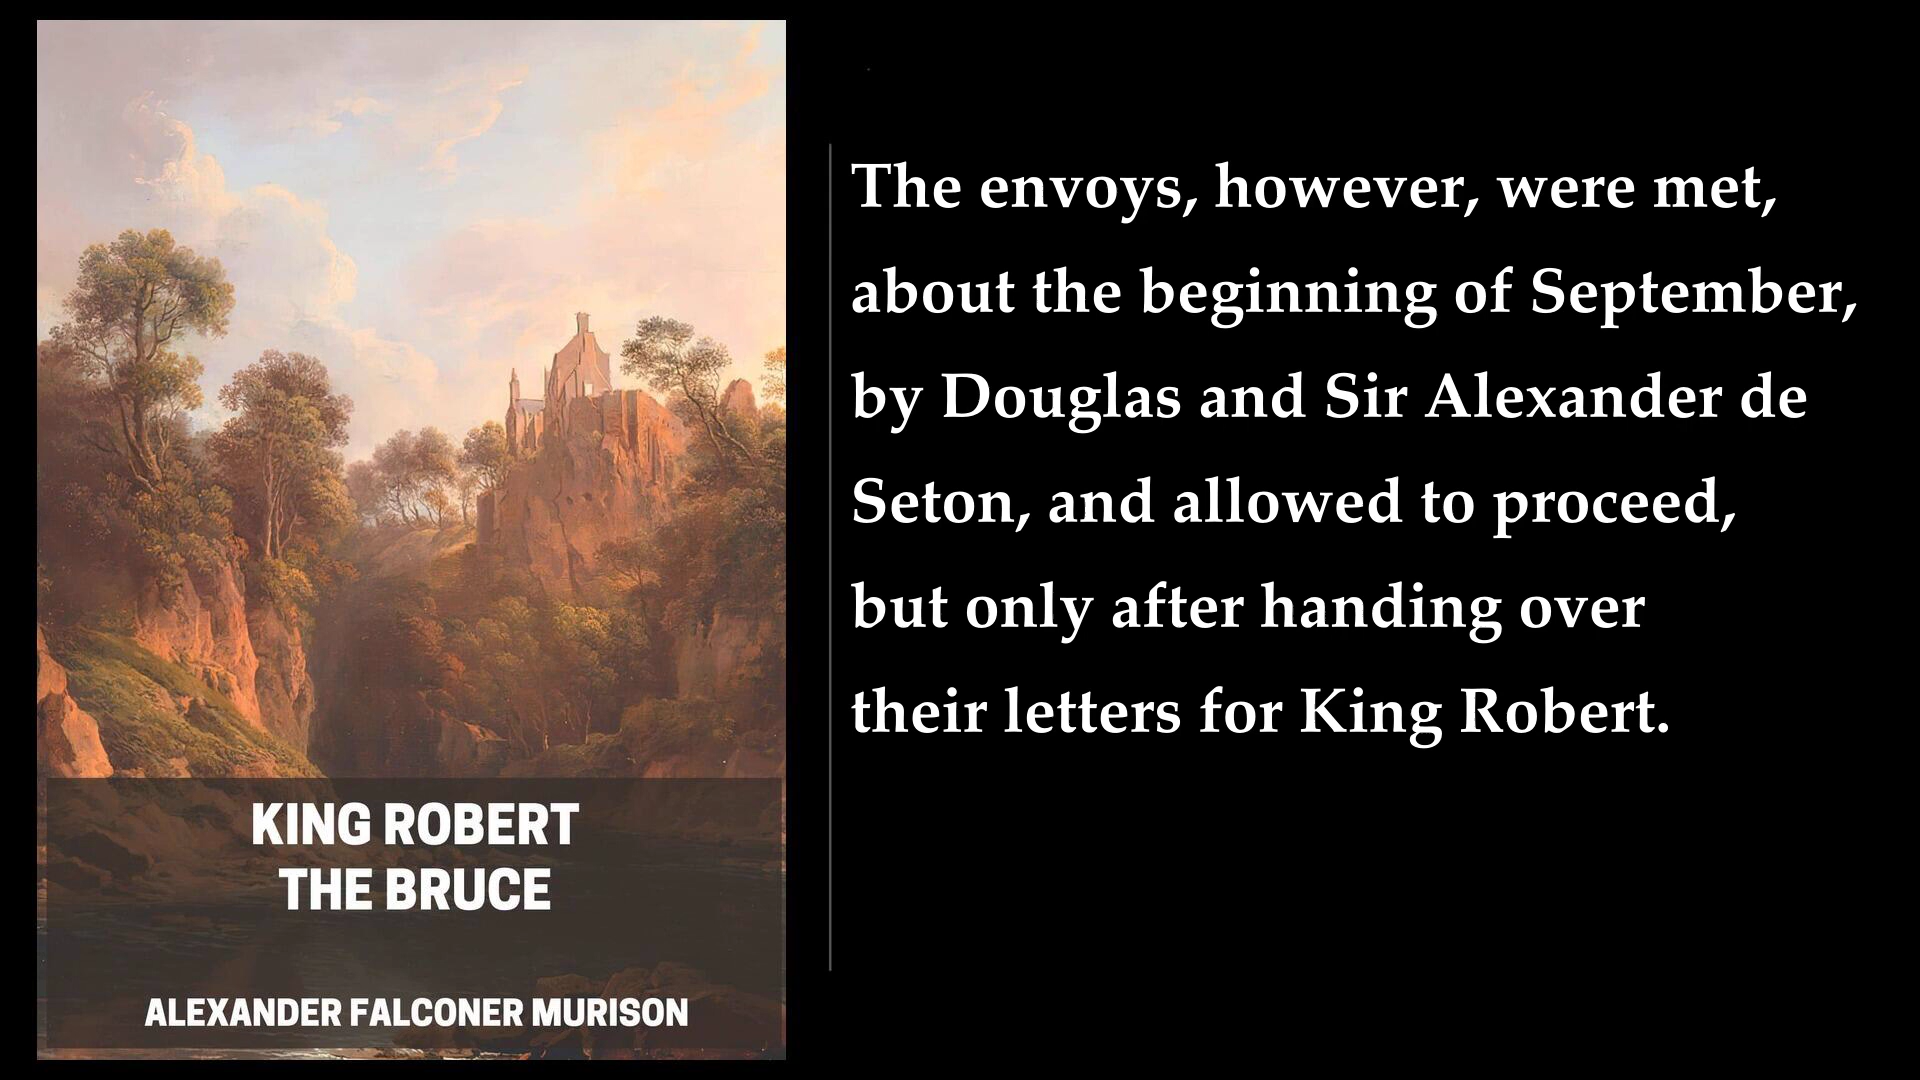 KING ROBERT
THE BRUCE
ALEXANDER FALCONER MURISON
The envoys, however, were met,
about the beginning of September,
by Douglas and Sir Alexander de
Seton, and allowed to proceed,
but only after handing over
their letters for King Robert.